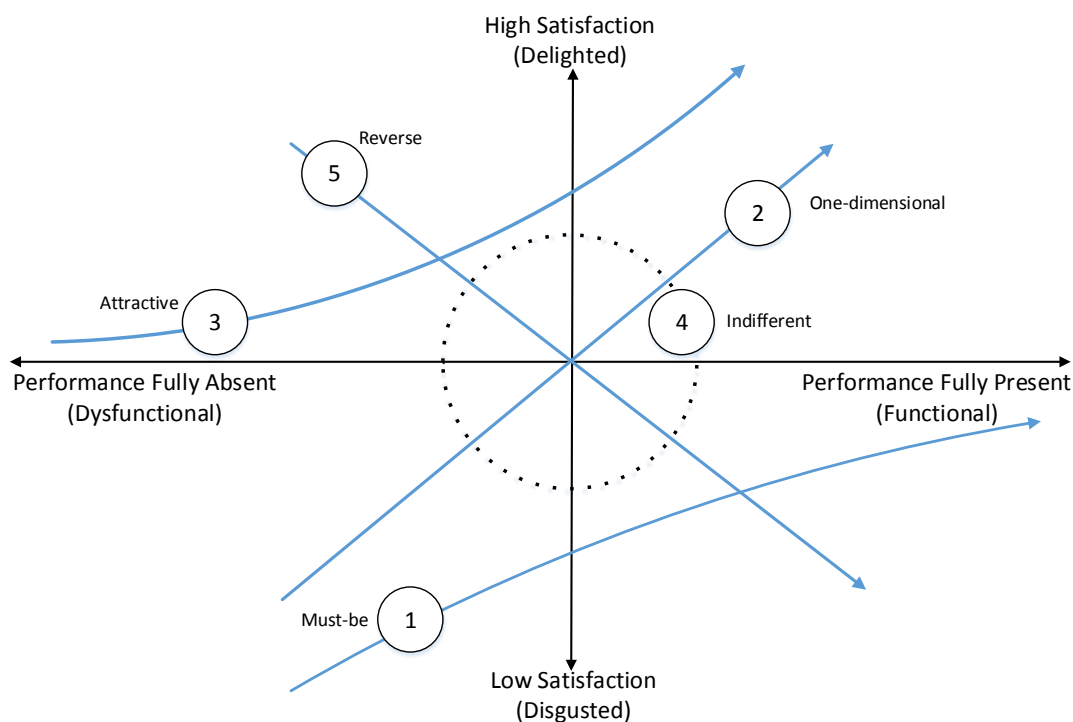 High Satisfaction
(Delighted)
Reverse
5
2
One-dimensional
Attractive
3
4
Indifferent
Performance Fully Absent
(Dysfunctional)
Performance Fully Present
(Functional)
Must-be
1
Low Satisfaction
(Disgusted)